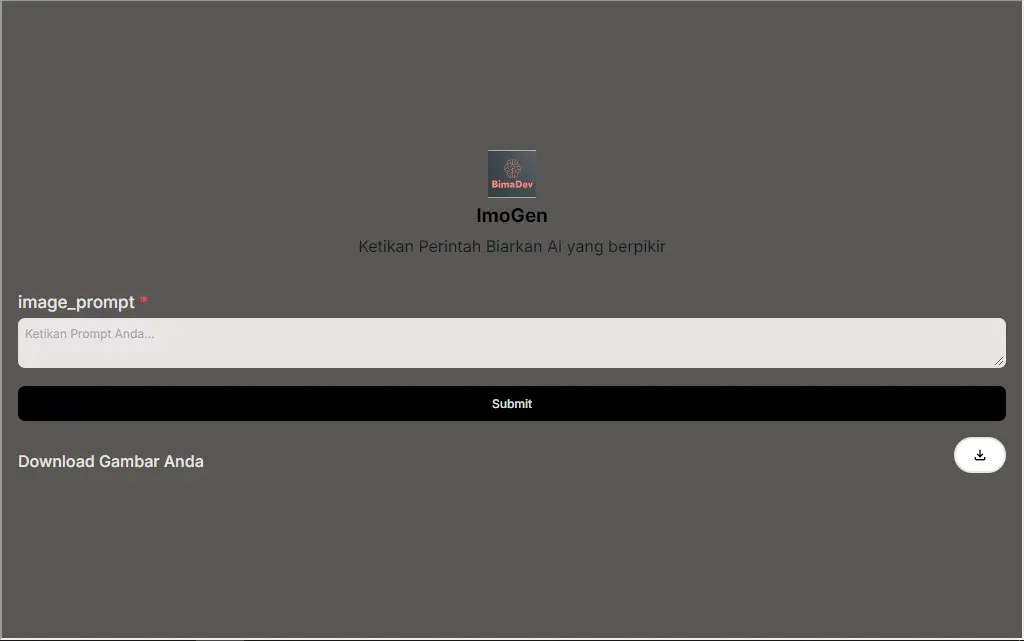 BimaDev
ImoGen
Ketikan Perintah Biarkan Ai yang berpikir
image_prompt *
Ketikan Prompt Anda...
Submit
Download Gambar Anda